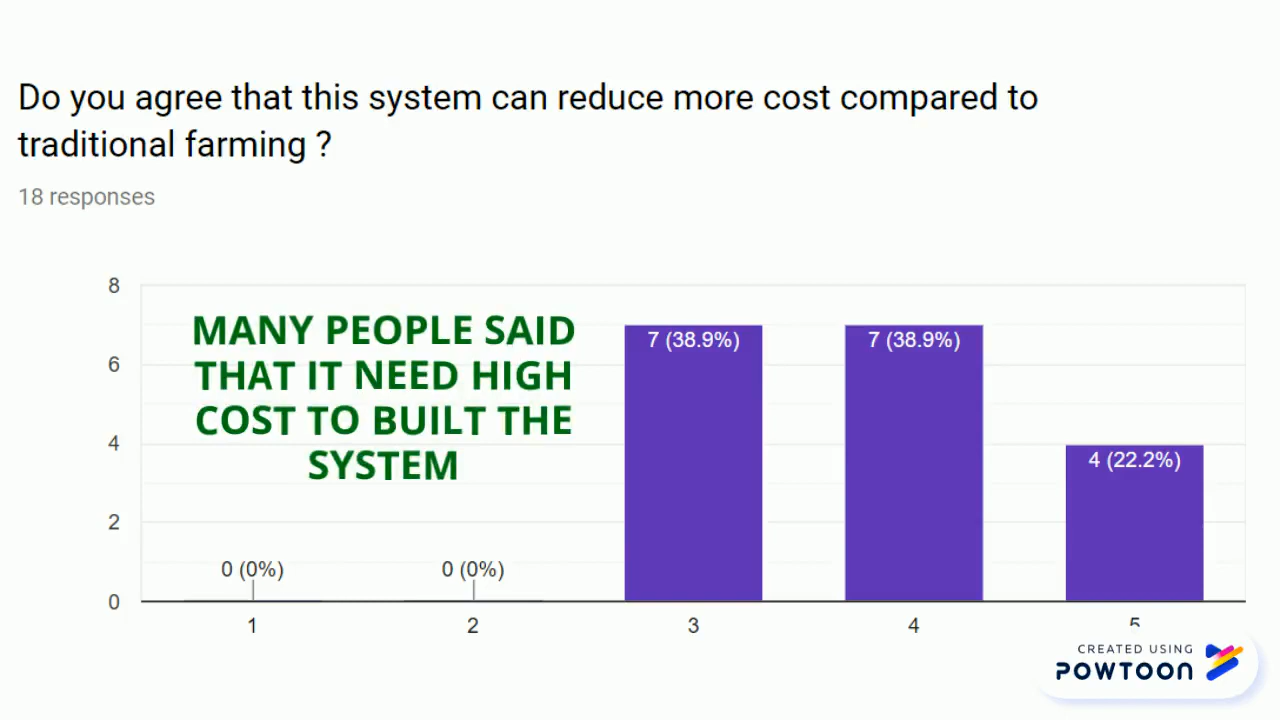 Do you agree that this system can reduce more cost compared to
traditional farming ?
18 responses
8
MANY PEOPLE SAID
THAT IT NEED HIGH
COST TO BUILT THE
SYSTEM
7 (38.9%)
7 (38.9%)
6
4
4 (22.2%)
2
0 (0%)
0 (0%)
0
1
2
3
4
5
CREATED USING
POWTOON